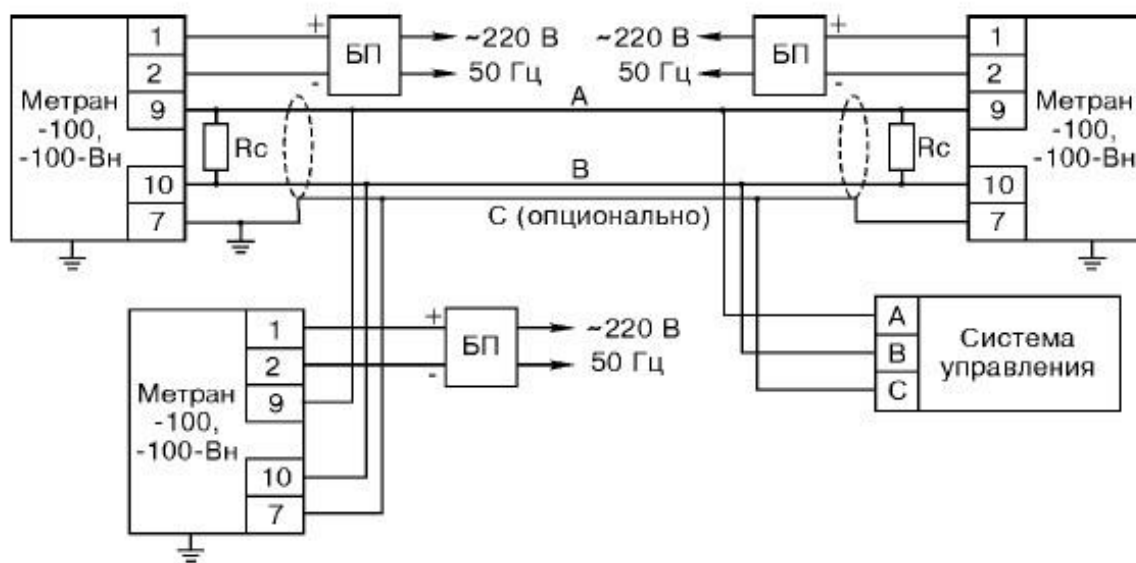 1
2
9
10
7
Метран
-100,
-100-Вн
+
-
БП
~220 В
50 Гц
~220 В
50 Гц
БП
+
-
1
2
9
10
7
Метран
-100,
-100-Вн
A
Rc
B
Rc
C (опционально)
Метран
-100,
-100-Вн
1
2
9
10
7
+
-
БП
~220 В
50 Гц
A
B
C
Система
управления